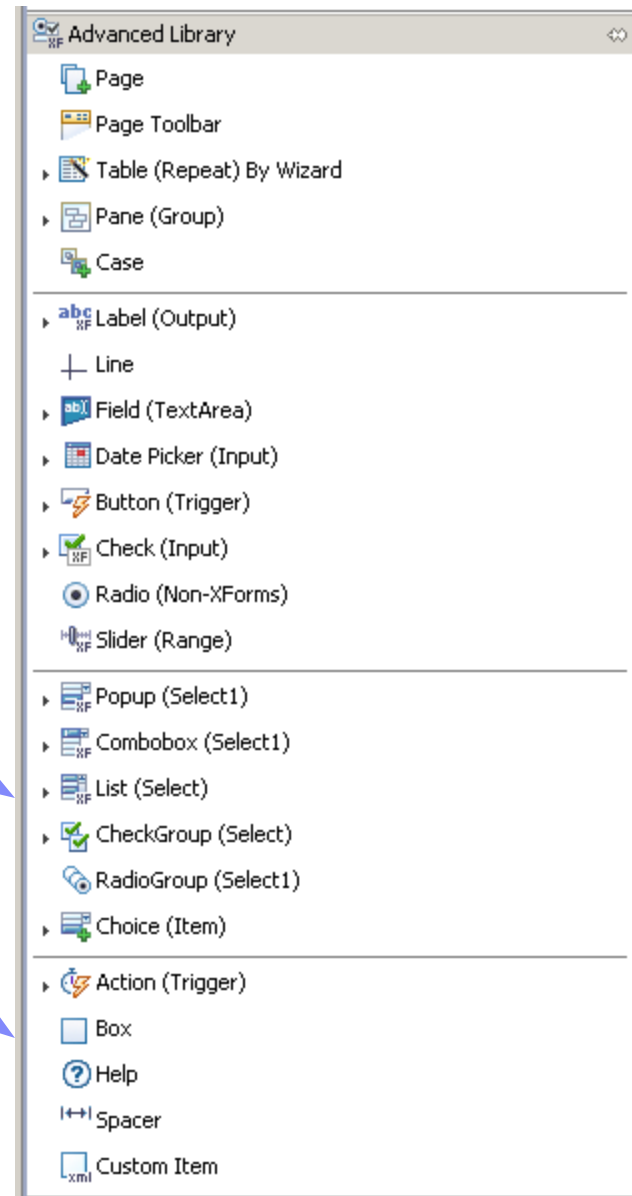 Advanced Library
Page
Page Toolbar
Table (Repeat) By Wizard
Pane (Group)
Case
Label (Output)
Line
Field (TextArea)
Date Picker (Input)
Button (Trigger)
Check (Input)
Radio (Non-XForms)
Slider (Range)
Popup (Select1)
Combobox (Select1)
List (Select)
CheckGroup (Select)
RadioGroup (Select1)
Choice (Item)
Action (Trigger)
Box
Help
Spacer
Custom Item